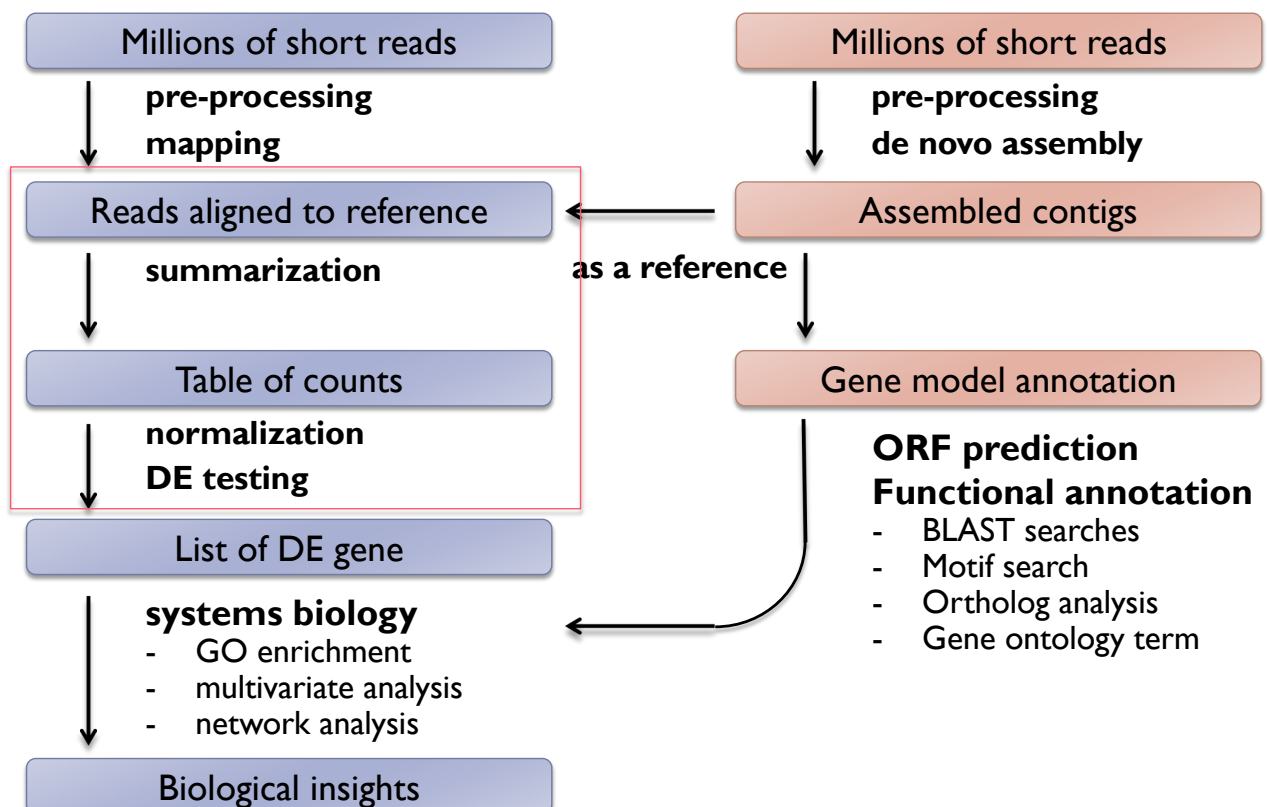 Millions of short reads
pre-processing
mapping
Reads aligned to reference
summarization
Table of counts
normalization
DE testing
List of DE gene
systems biology
- GO enrichment
- multivariate analysis
- network analysis
Biological insights
Millions of short reads
pre-processing
de novo assembly
Assembled contigs
as a reference
Gene model annotation
ORF prediction
Functional annotation
- BLAST searches
- Motif search
- Ortholog analysis
- Gene ontology term